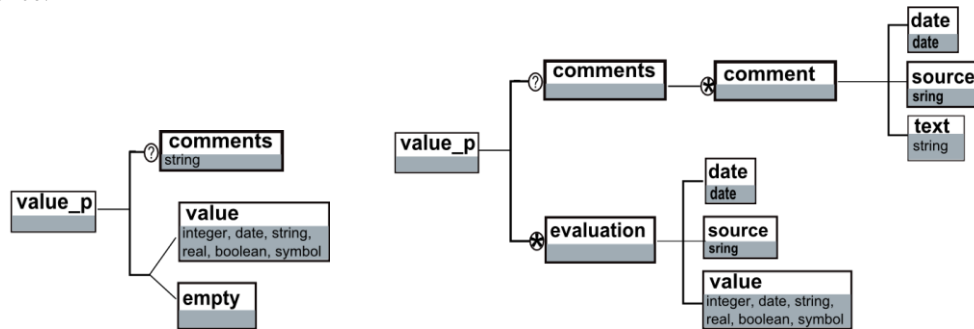 value_p
?
comments
string
value
integer, date, string,
real, boolean, symbol
empty
value_p
?
comments
*
comment
date
date
source
sring
text
string
*
evaluation
date
date
source
sring
value
integer, date, string,
real, boolean, symbol